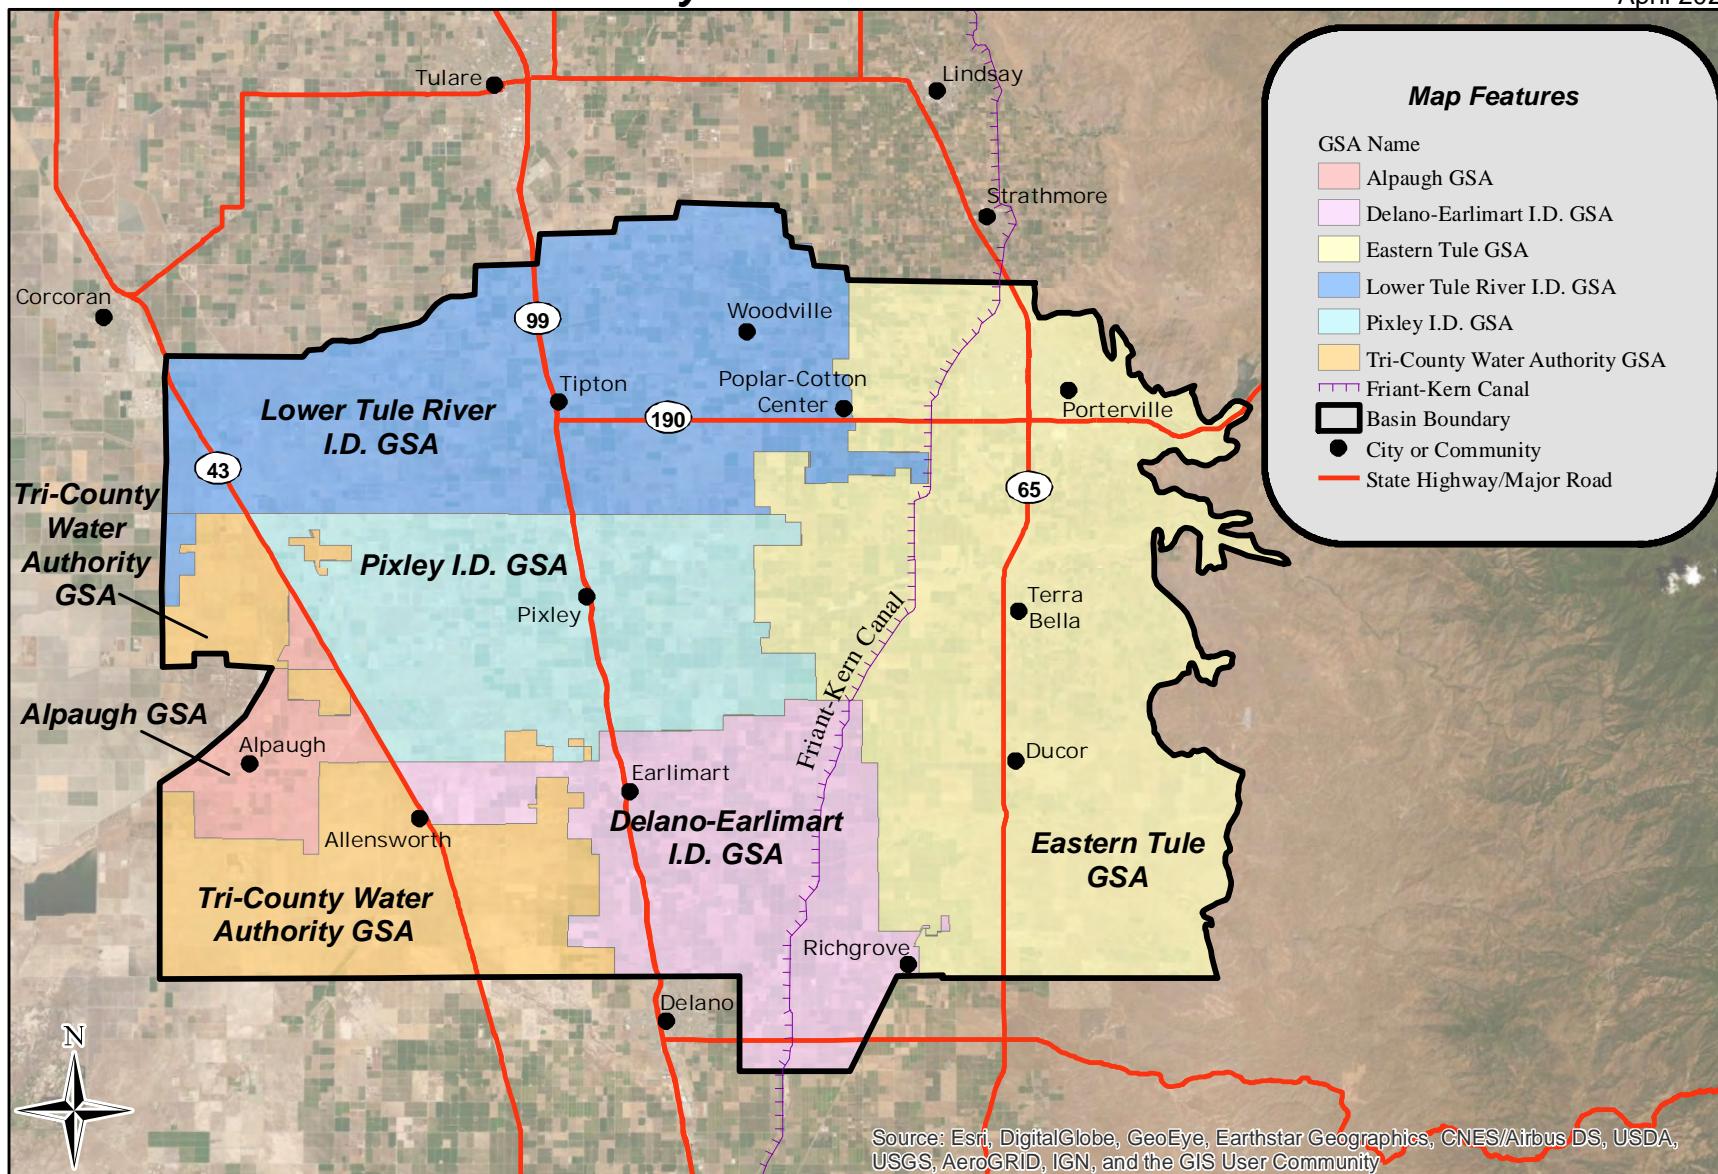 Map Features
GSA Name
Alpaugh GSA
Delano-Earlimart I.D. GSA
Eastern Tule GSA
Lower Tule River I.D. GSA
Pixley I.D. GSA
Tri-County Water Authority GSA
Friant-Kern Canal
Basin Boundary
City or Community
State Highway/Major Road
Tulare
Lindsay
Strathmore
Corcoran
99
Woodville
Tipton
Poplar-Cotton
Center
190
Porterville
Lower Tule River
I.D. GSA
43
65
Tri-County
Water
Authority
GSA
Pixley I.D. GSA
Pixley
Terra
Bella
Friant-Kern Canal
Alpaugh GSA
Alpaugh
Ducor
Earlimart
Delano-Earlimart
I.D. GSA
Allensworth
Eastern Tule
GSA
Tri-County Water
Authority GSA
Richgrove
Delano
N
Source: Esri, DigitalGlobe, GeoEye, Earthstar Geographics, CNES/Airbus DS, USDA,
USGS, AeroGRID, IGN, and the GIS User Community